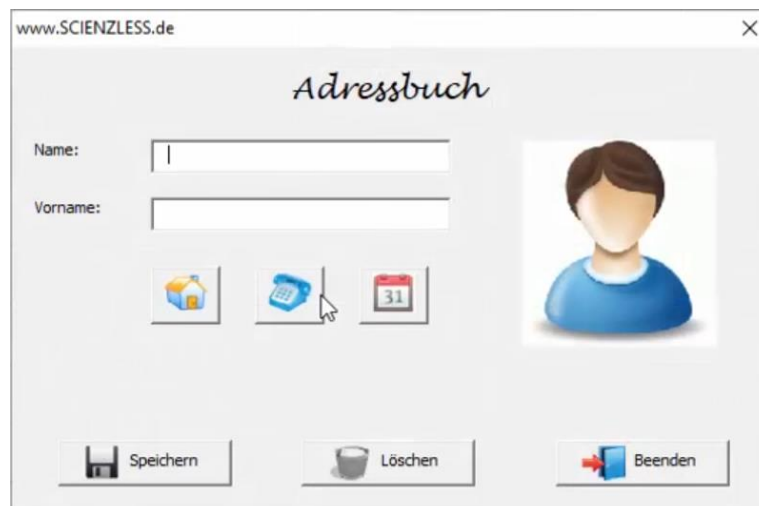 www.SCIENZLESS.de
Adressbuch
Name:
Vorname:
31
Speichern
Löschen
Beenden